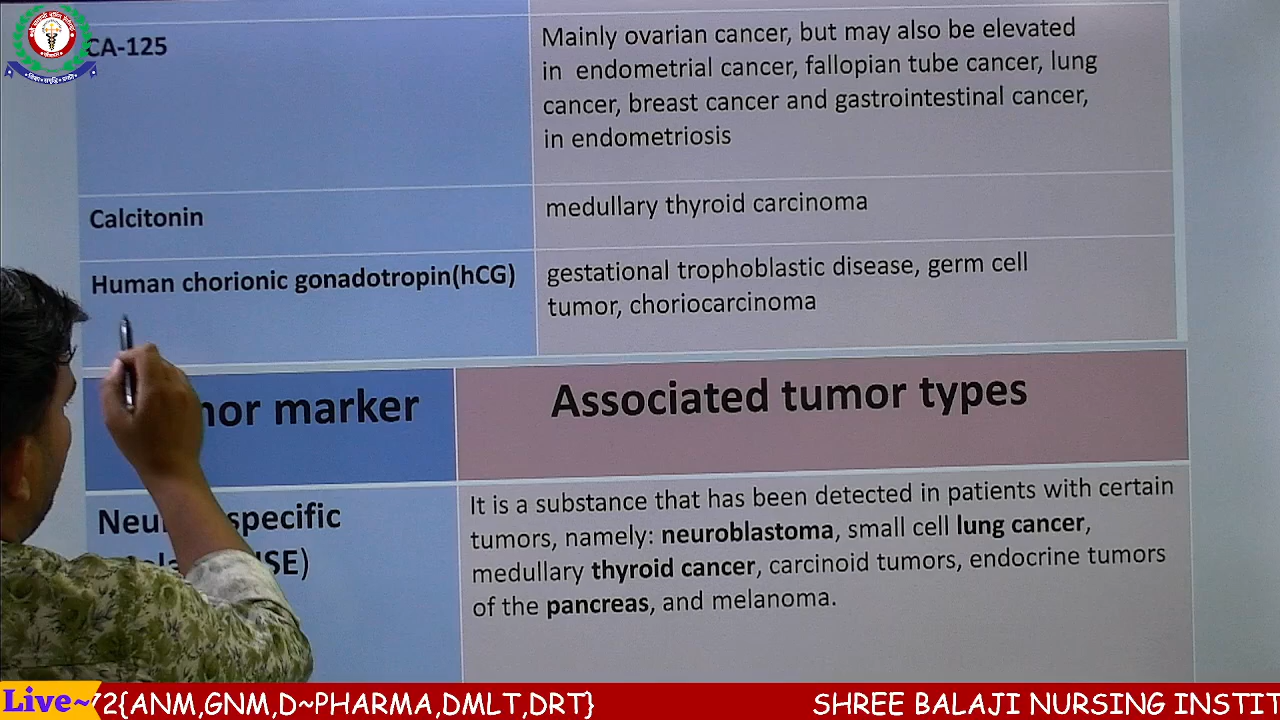 CA-125
Mainly ovarian cancer, but may also be elevated
in endometrial cancer, fallopian tube cancer, lung
cancer, breast cancer and gastrointestinal cancer,
in endometriosis
Calcitonin
medullary thyroid carcinoma
Human chorionic gonadotropin(hCG)
gestational trophoblastic disease, germ cell
tumor, choriocarcinoma
marker
Associated tumor types
specific
It is a substance that has been detected in patients with certain
tumors, namely: neuroblastoma, small cell lung cancer,
medullary thyroid cancer, carcinoid tumors, endocrine tumors
of the pancreas, and melanoma.
Live~
{ANM,GNM,D~PHARMA,DMLT,DRT}
SHREE BALAJI NURSING INSTIT